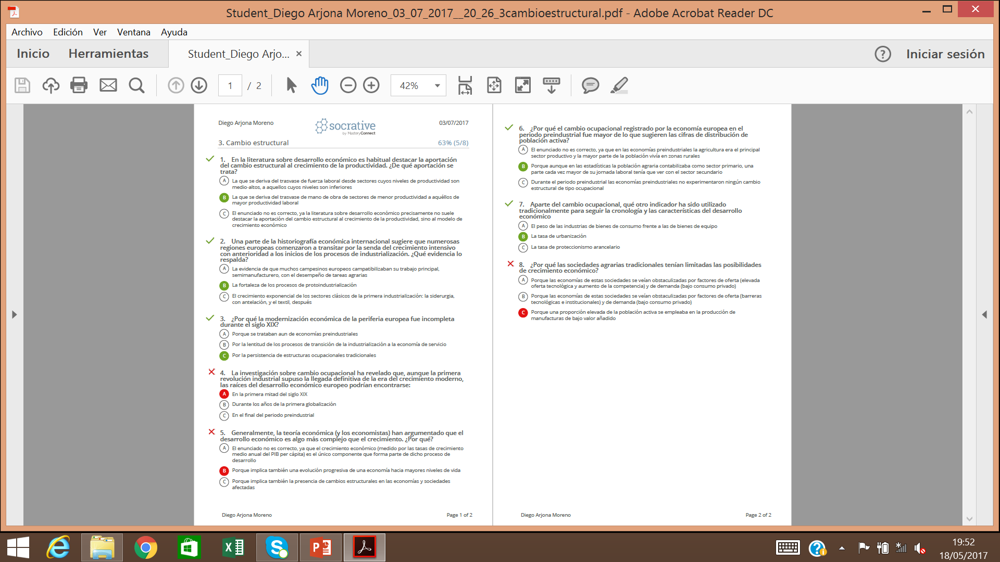 Student_Diego Arjona Moreno_03_07_2017__20_26_3cambioestructural.pdf - Adobe Acrobat Reader DC
Archivo Edición Ver Ventana Ayuda
Inicio Herramientas Student_Diego Arjo... × ? Iniciar sesión
1 / 2 42%
Diego Arjona Moreno socrative 03/07/2017
by MasteryConnect
3. Cambio estructural 63% (5/8)
1. En la literatura sobre desarrollo económico es habitual destacar la aportación
del cambio estructural al crecimiento de la productividad. ¿De qué aportación se
trata?
A La que se deriva del trasvase de fuerza laboral desde sectores cuyos niveles de productividad son
medio-altos, a aquellos cuyos niveles son inferiores
B La que se deriva del trasvase de mano de obra de sectores de menor productividad a aquéllos de
mayor productividad laboral
C El enunciado no es correcto, ya la literatura sobre desarrollo económico precisamente no suele
destacar la aportación del cambio estructural al crecimiento de la productividad, sino al modelo de
crecimiento económico
2. Una parte de la historiografía económica internacional sugiere que numerosas
regiones europeas comenzaron a transitar por la senda del crecimiento intensivo
con anterioridad a los inicios de los procesos de industrialización. ¿Qué evidencia lo
respalda?
A La evidencia de que muchos campesinos europeos campatibilizaban su trabajo principal,
semimanufacturero, con el desempeño de tareas agrarias
B La fortaleza de los procesos de protoindustrialización
C El crecimiento exponencial de los sectores clásicos de la primera industrialización: la siderurgia,
con antelación, y el textil, después
3. ¿Por qué la modernización económica de la periferia europea fue incompleta
durante el siglo XIX?
A Porque se trataban aun de economías preindustriales
B Por la lentitud de los procesos de transición de la industrialización a la economía de servicio
C Por la persistencia de estructuras ocupacionales tradicionales
4. La investigación sobre cambio ocupacional ha revelado que, aunque la primera
revolución industrial supuso la llegada definitiva de la era del crecimiento moderno,
las raíces del desarrollo económico europeo podrían encontrarse:
A En la primera mitad del siglo XIX
B Durante los años de la primera globalización
C En el final del periodo preindustrial
5. Generalmente, la teoría económica (y los economistas) han argumentado que el
desarrollo económico es algo más complejo que el crecimiento. ¿Por qué?
A El enunciado no es correcto, ya que el crecimiento económico (medido por las tasas de crecimiento
medio anual del PIB per cápita) es el único componente que forma parte de dicho proceso de
desarrollo
B Porque implica también una evolución progresiva de una economía hacia mayores niveles de vida
C Porque implica también la presencia de cambios estructurales en las economías y sociedades
afectadas
Diego Arjona Moreno Page 1 of 2
6. ¿Por qué el cambio ocupacional registrado por la economía europea en el
periodo preindustrial fue mayor de lo que sugieren las cifras de distribución de
población activa?
A El enunciado no es correcto, ya que en las economías preindustriales la agricultura era el principal
sector productivo y la mayor parte de la población vivía en zonas rurales
B Porque aunque en las estadísticas la población agraria contabilizaba como sector primario, una
parte cada vez mayor de su jornada laboral tenía que ver con el sector secundario
C Durante el periodo preindustrial las economías preindustriales no experimentaron ningún cambio
estructural de tipo ocupacional
7. Aparte del cambio ocupacional, qué otro indicador ha sido utilizado
tradicionalmente para seguir la cronología y las características del desarrollo
económico
A El peso de las industrias de bienes de consumo frente a las de bienes de equipo
B La tasa de urbanización
C La tasa de proteccionismo arancelario
8. ¿Por qué las sociedades agrarias tradicionales tenían limitadas las posibilidades
de crecimiento económico?
A Porque las economías de estas sociedades se veían obstaculizadas por factores de oferta (elevada
oferta tecnológica y aumento de la competencia) y de demanda (bajo consumo privado)
B Porque las economías de estas sociedades se veían obstaculizadas por factores de oferta (barreras
tecnológicas e institucionales) y de demanda (bajo consumo privado)
C Porque una proporción elevada de la población activa se empleaba en la producción de
manufacturas de bajo valor añadido
Diego Arjona Moreno Page 2 of 2
19:52
18/05/2017